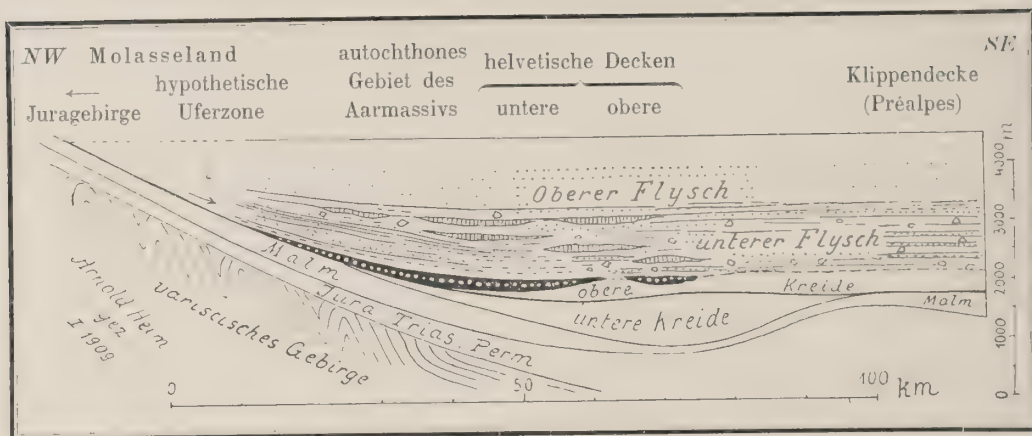 NW Molasseland
hypothetische
Uferzone
Juragebirge
autochthones
Gebiet des
Aarmassivs
helvetische Decken
untere obere
SE
Klippendecke
(Préalpes)
Oberer Flysch
unterer Flysch
Malm
obere Kreide
untere Kreide
Malm
Jura Trias. Perm
variscisches Gebirge
Arnold Heim
gez
I 1909
0 50 100 km
4000 m
3000
2000
1000
0